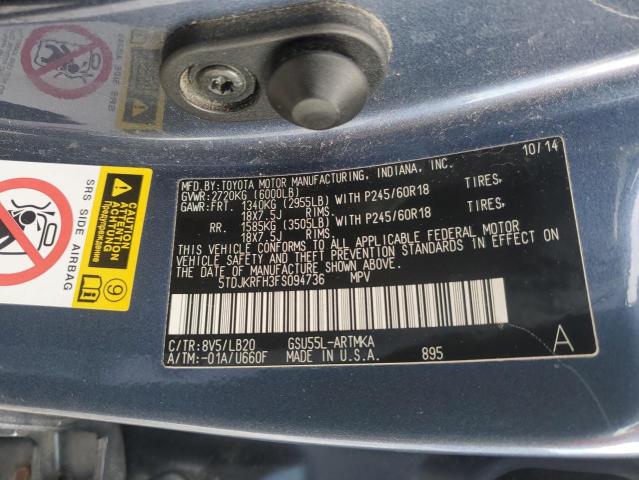 MFD.BY:TOYOTA MOTOR MANUFACTURING, INDIANA, INC. 10/14
GVWR:2720KG (6000LB)
GAWR:FRT. 1340KG (2955LB) WITH P245/60R18 TIRES,
18X7.5J RIMS.
RR. 1585KG (3505LB) WITH P245/60R18 TIRES,
18X7.5J RIMS.
THIS VEHICLE CONFORMS TO ALL APPLICABLE FEDERAL MOTOR
VEHICLE SAFETY AND THEFT PREVENTION STANDARDS IN EFFECT ON
THE DATE OF MANUFACTURE SHOWN ABOVE.
5TDJKRFH3FS094736 MPV
C/TR:8V5/LB20 GSU55L-ARTMKA A
A/TM:-01A/U660F MADE IN U.S.A. 895
SRS SIDE AIRBAG
CAUTION
ATTENTION
ACHTUNG
Предупреждение
9